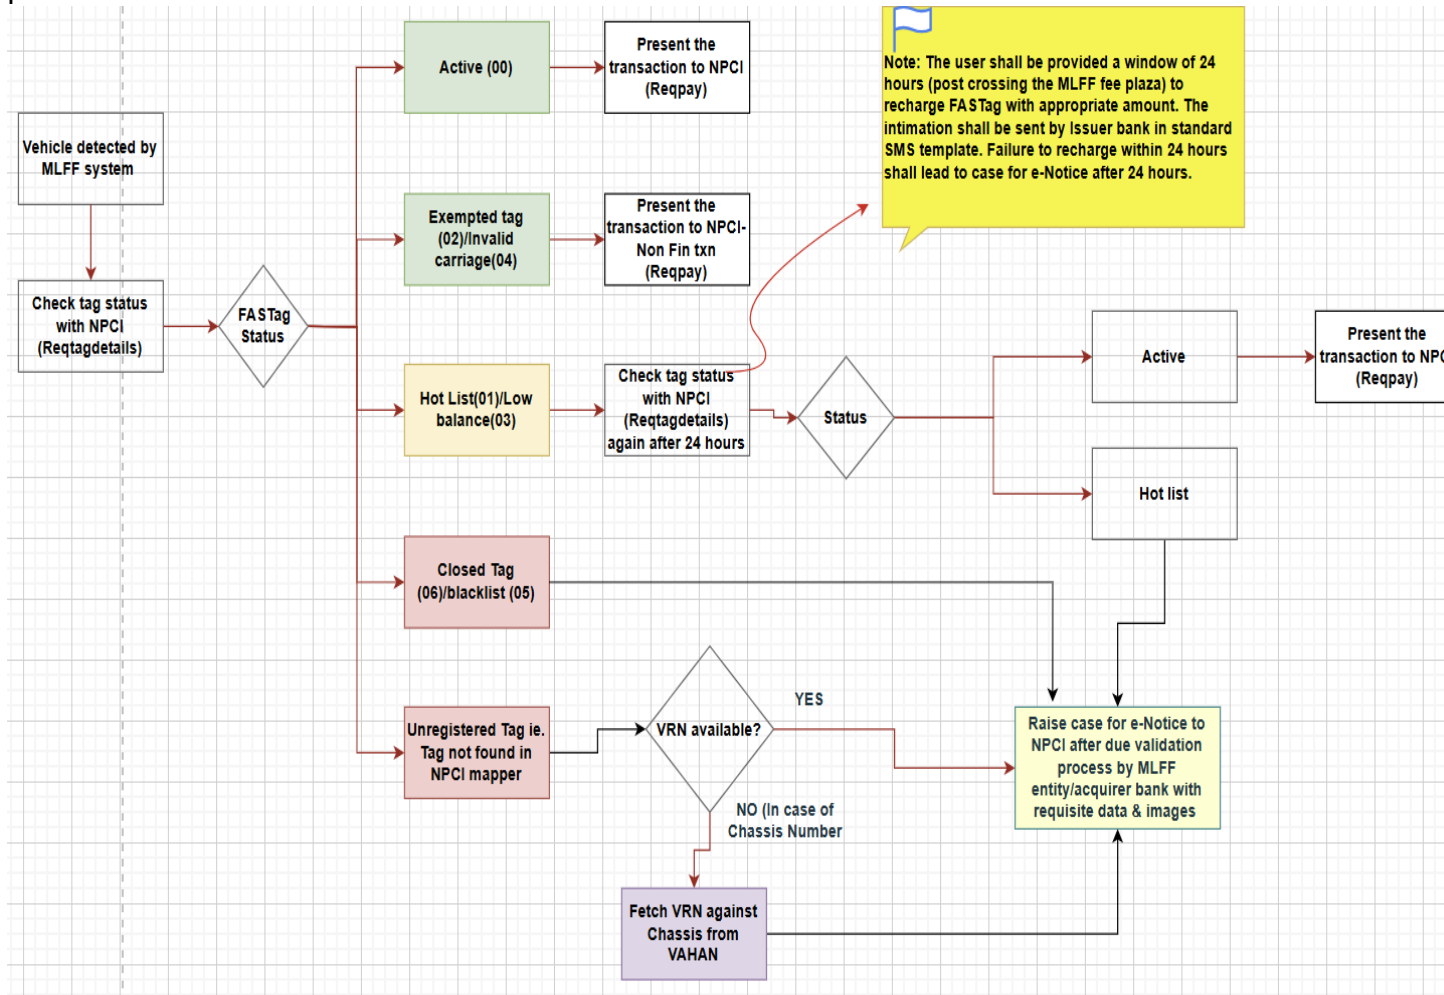 Vehicle detected by
MLFF system
Check tag status
with NPCI
(Reqtagdetails)
FASTag
Status
Active (00)
Present the
transaction to NPCI
(Reqpay)
Exempted tag
(02)/Invalid
carriage(04)
Present the
transaction to NPCI-
Non Fin txn
(Reqpay)
Hot List(01)/Low
balance(03)
Check tag status
with NPCI
(Reqtagdetails)
again after 24 hours
Note: The user shall be provided a window of 24
hours (post crossing the MLFF fee plaza) to
recharge FASTag with appropriate amount. The
intimation shall be sent by Issuer bank in standard
SMS template. Failure to recharge within 24 hours
shall lead to case for e-Notice after 24 hours.
Status
Active
Present the
transaction to NPC
(Reqpay)
Hot list
Closed Tag
(06)/blacklist (05)
Unregistered Tag ie.
Tag not found in
NPCI mapper
VRN available?
YES
NO (In case of
Chassis Number
Fetch VRN against
Chassis from
VAHAN
Raise case for e-Notice to
NPCI after due validation
process by MLFF
entity/acquirer bank with
requisite data & images